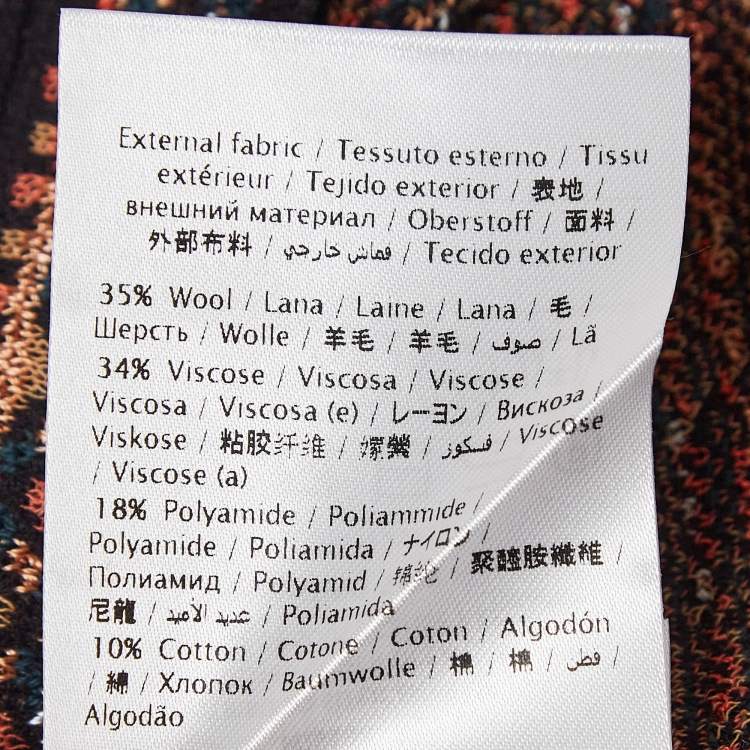 External fabric / Tessuto esterno / Tissu
extérieur / Tejido exterior / 表地 /
внешний материал / Oberstoff / 面料 /
外部布料 / قماش خارجي / Tecido exterior
35% Wool / Lana / Laine / Lana / 毛 /
Шерсть / Wolle / 羊毛 / 羊毛 / صوف / Lã
34% Viscose / Viscosa / Viscose /
Viscosa / Viscosa (e) / レーヨン / Вискоза /
Viskose / 粘胶纤维 / / فسكوز / Viscose
/ Viscose (a)
18% Polyamide / Poliammide /
Polyamide / Poliamida / ナイロン /
Полиамид / Polyamid / 锦纶 / 聚醯胺纖維 /
尼龍 / عديد الأميد / Poliamida
10% Cotton / Cotone / Coton / Algodón
/ 綿 / Хлопок / Baumwolle / 棉 / 棉 / قطن /
Algodão